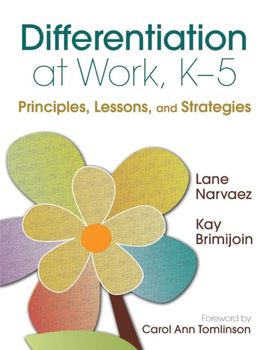 Differentiation
at Work, K–5
Principles, Lessons, and Strategies
Lane
Narvaez
Kay
Brimijoin
Foreword by
Carol Ann Tomlinson